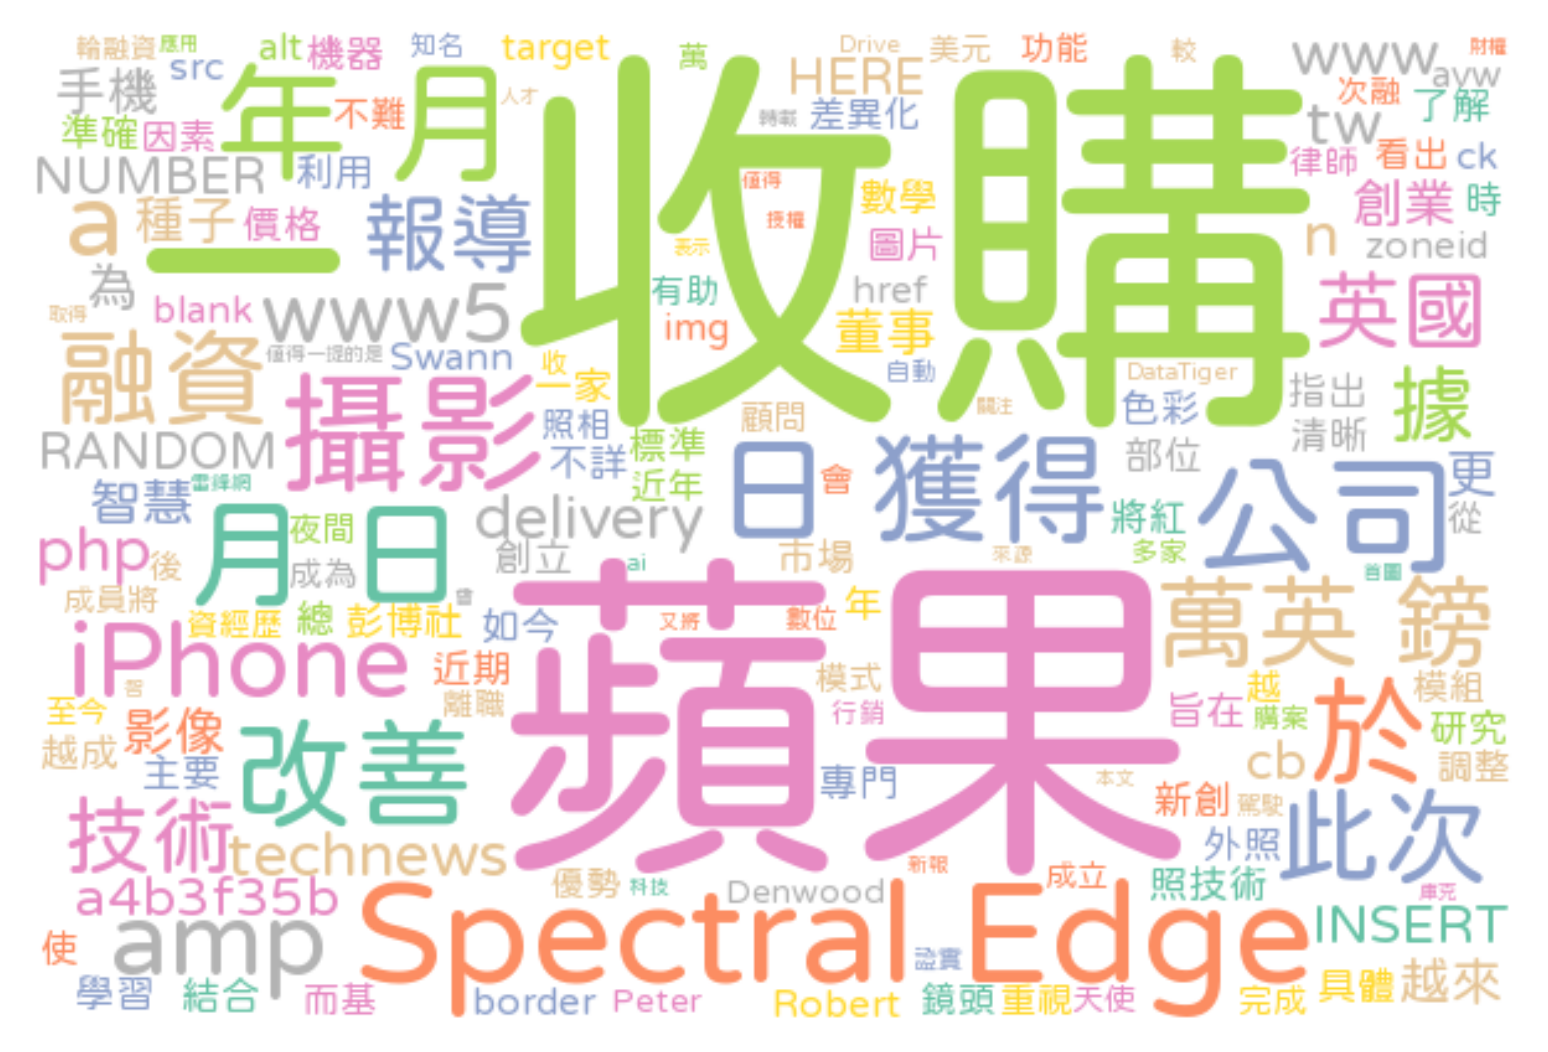 輪融資 應用 alt 機器 知名 target 萬 Drive 美元 功能 較 www 財權
手機 src 年 月 人才 收購 HERE ayw
準確 因素 不難 轉載 差異化 tw 次融 了解
NUMBER 利用 值得 數學 律師 看出 ck
a 種子 價格 報導 授權 圖片 n 創業 時
一 表示 zoneid
為 blank www5 有助 href 英國
取得 img 董事
融資 值得一提的是 Swann 收 一家 自動 DataTiger 指出 據
攝影 照相 顧問 關注 色彩 清晰
RANDOM 不詳 標準 日 獲得 部位 公司 更
智慧 雷鋒網 近年 會 將紅 從
月 日 夜間 delivery 多家
php 後 成為 創立 ai 市場 來源 首圖
成員將 曾 蘋果 萬英 鎊
資經歷 總 彭博社 如今 又將 數位 年
iPhone 智 近期 模式 越 模組
至今 影像 離職 行銷 旨在 購案 於 研究
越成 主要 改善 專門 本文 cb 調整
技術 新創 駕駛 此次
technews 新報 外照
a4b3f35b 優勢 科技 Denwood 成立 照技術 庫克
使 amp Spectral Edge INSERT
證實
學習 結合 而基 border Peter Robert 鏡頭 重視 天使 完成 具體 越來